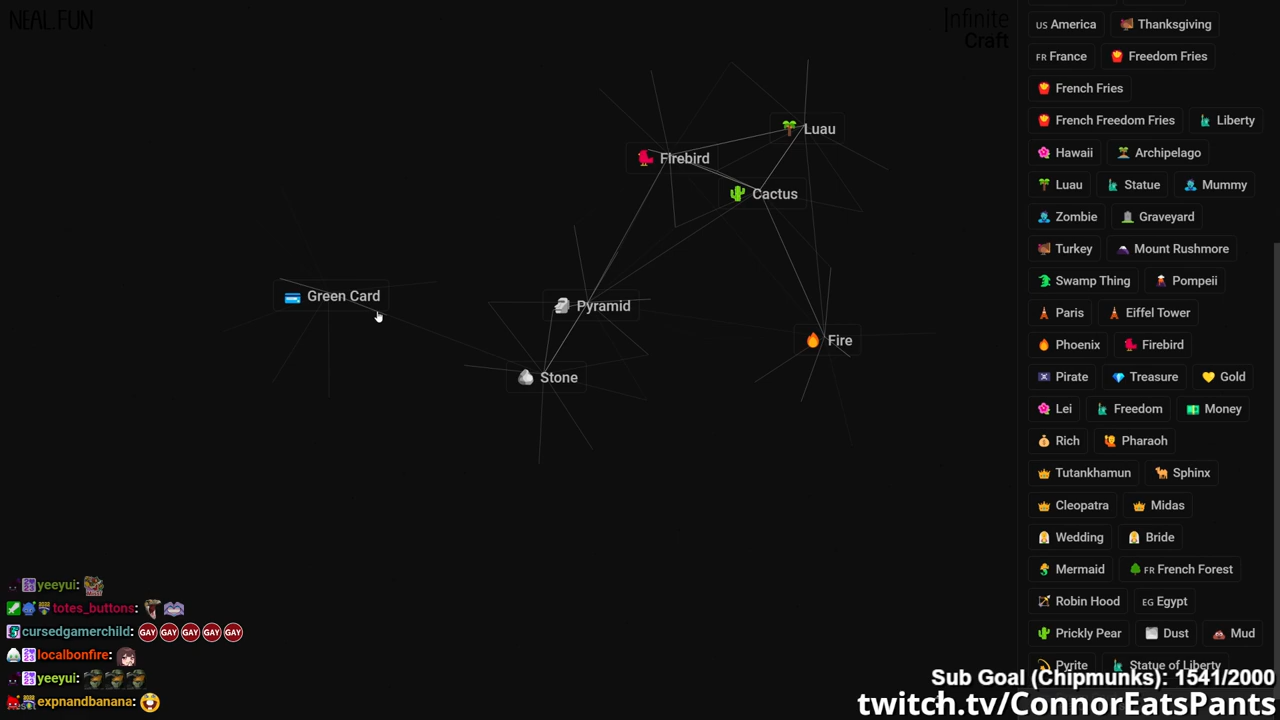 NEAL.FUN
Infinite
Craft
US America Thanksgiving
FR France Freedom Fries
French Fries
French Freedom Fries Liberty
Hawaii Archipelago
Luau Statue Mummy
Zombie Graveyard
Turkey Mount Rushmore
Swamp Thing Pompeii
Paris Eiffel Tower
Phoenix Firebird
Pirate Treasure Gold
Lei Freedom Money
Rich Pharaoh
Tutankhamun Sphinx
Cleopatra Midas
Wedding Bride
Mermaid FR French Forest
Robin Hood EG Egypt
Prickly Pear Dust Mud
Pyrite Statue of Liberty
Luau
Firebird
Cactus
Green Card
Pyramid
Fire
Stone
yeeyui:
totes_buttons:
cursedgamerchild: GAY GAY GAY GAY GAY
localbonfire:
yeeyui:
expnandbanana:
Sub Goal (Chipmunks): 1541/2000
twitch.tv/ConnorEatsPants